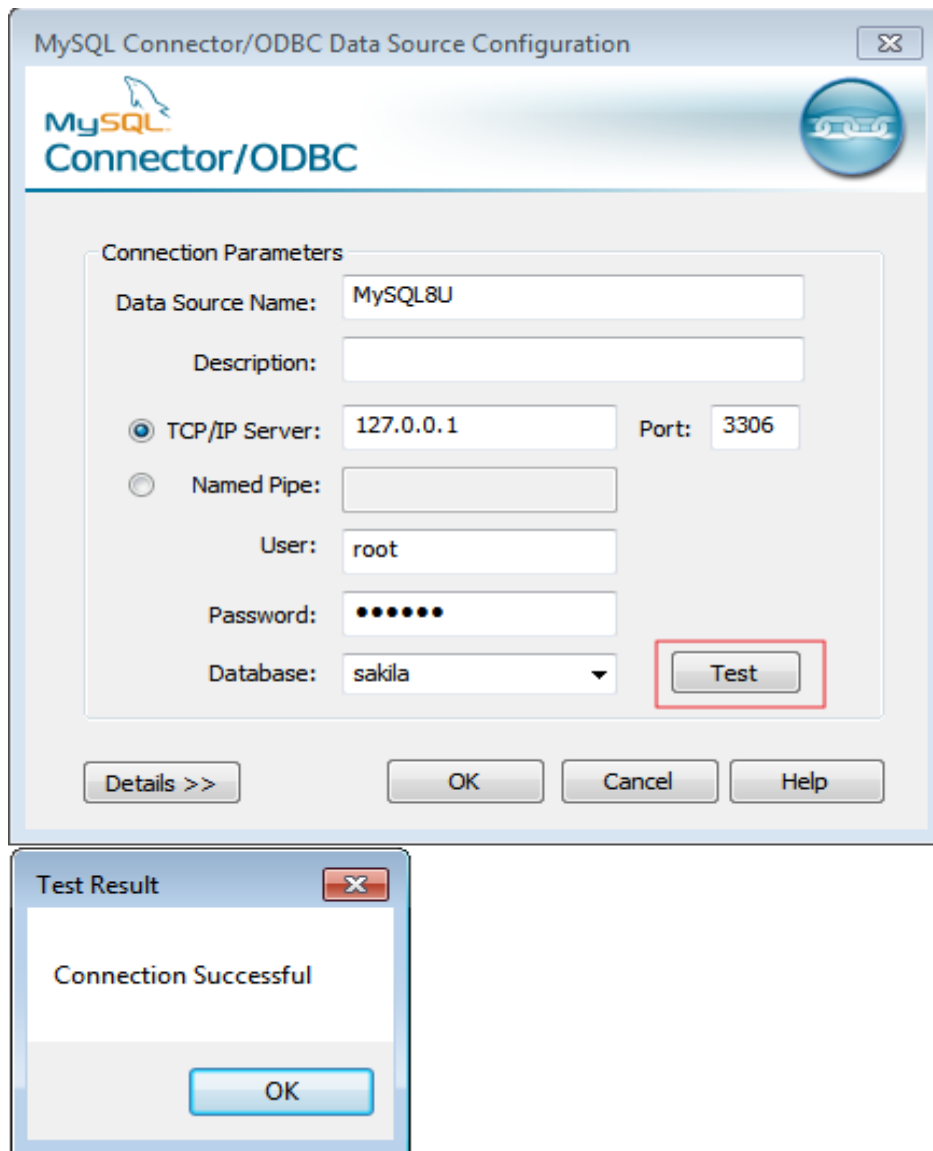 MySQL Connector/ODBC Data Source Configuration
MySQL
Connector/ODBC
Connection Parameters
Data Source Name: MySQL8U
Description:
TCP/IP Server: 127.0.0.1 Port: 3306
Named Pipe:
User: root
Password: ••••••
Database: sakila Test
Details >> OK Cancel Help
Test Result
Connection Successful
OK